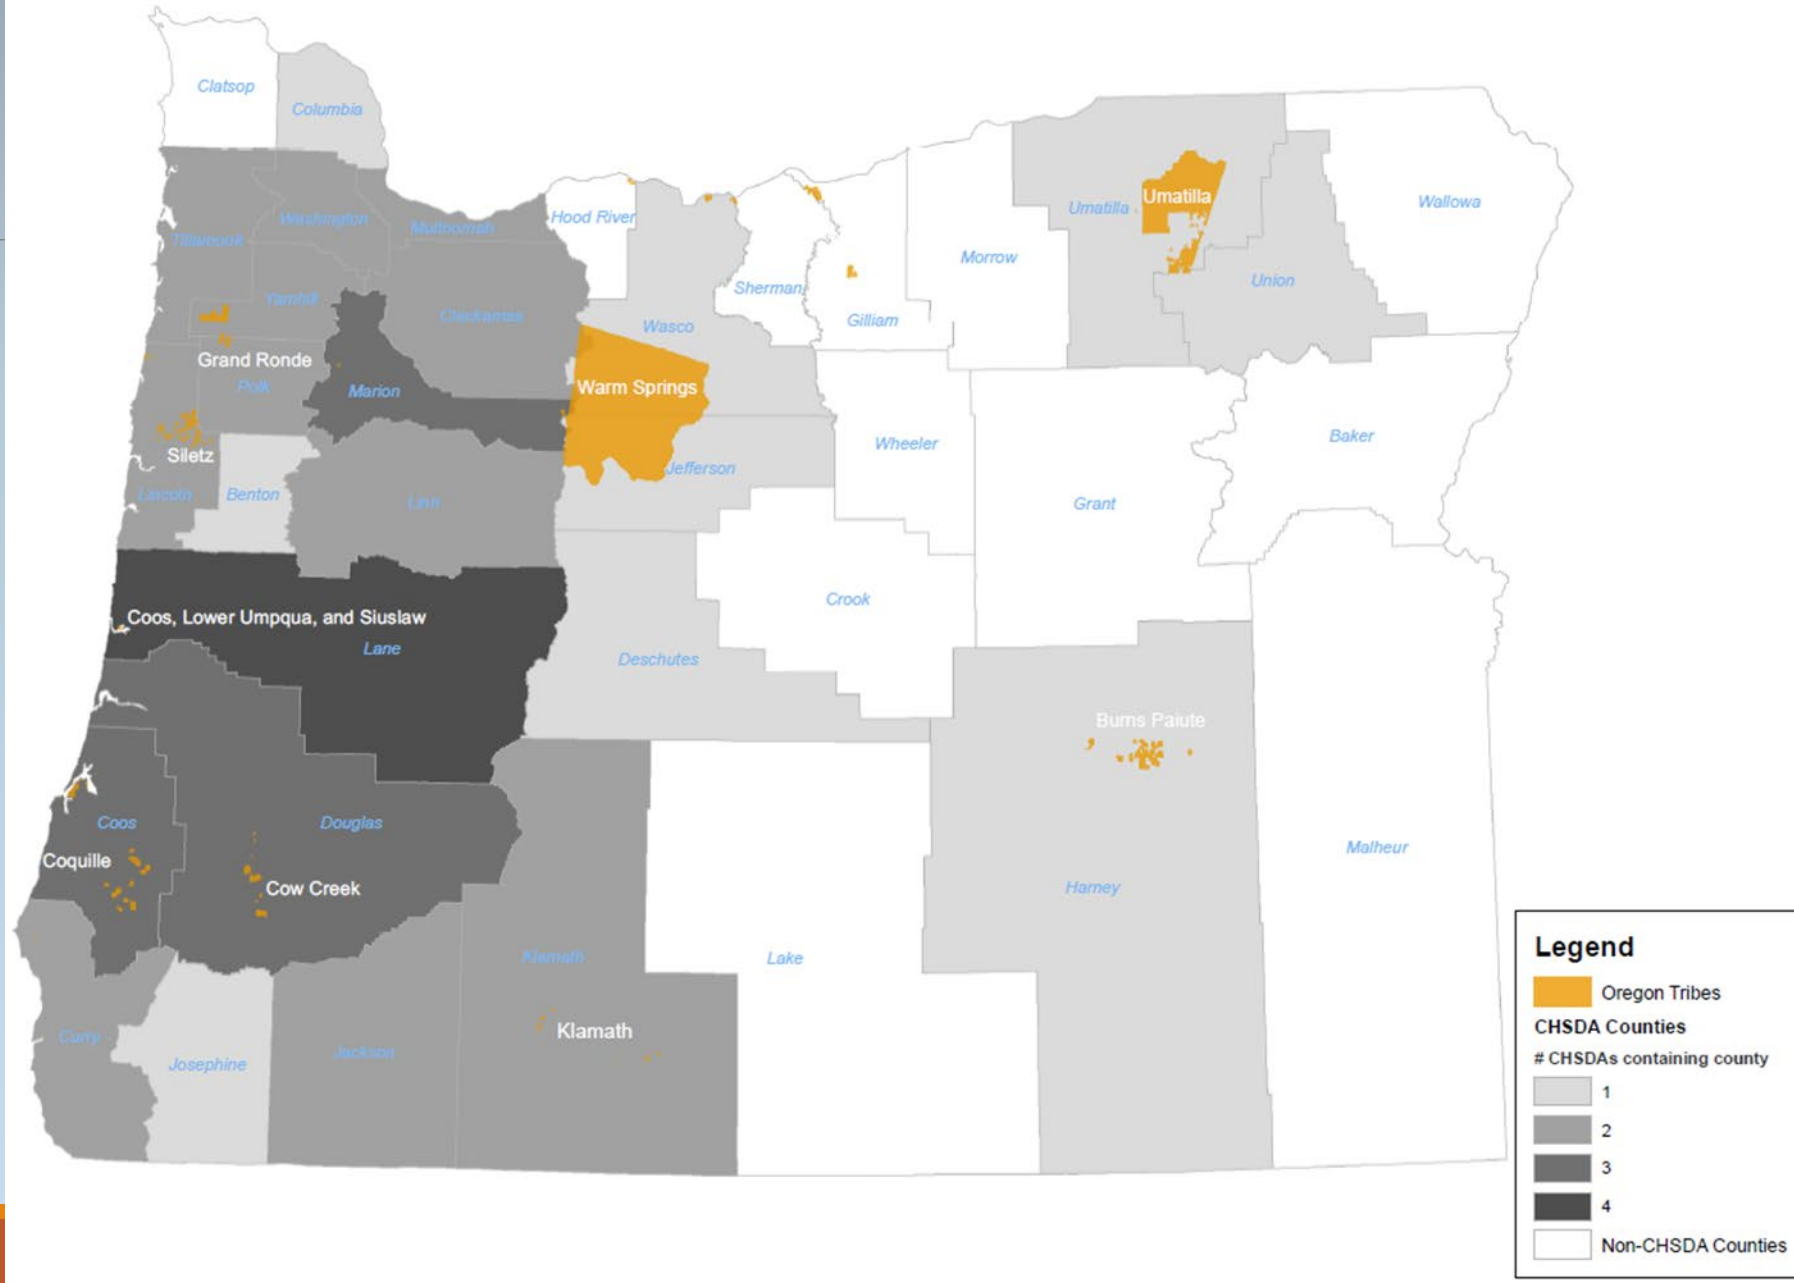 Clatsop
Columbia
Tillamook
Washington
Multnomah
Hood River
Umatilla
Umatilla
Wallowa
Yamhill
Clackamas
Wasco
Sherman
Gilliam
Morrow
Union
Grand Ronde
Polk
Marion
Warm Springs
Siletz
Lincoln
Benton
Linn
Jefferson
Wheeler
Grant
Baker
Coos, Lower Umpqua, and Siuslaw
Lane
Deschutes
Crook
Burns Paiute
Coos
Coquille
Douglas
Cow Creek
Klamath
Klamath
Lake
Harney
Malheur
Curry
Josephine
Jackson
Legend
Oregon Tribes
CHSDA Counties
# CHSDAs containing county
1
2
3
4
Non-CHSDA Counties